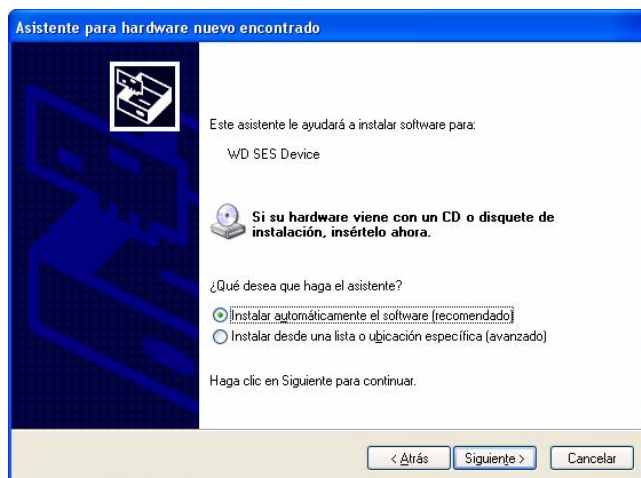 Asistente para hardware nuevo encontrado
Este asistente le ayudará a instalar software para:
WD SES Device
Si su hardware viene con un CD o disquete de
instalación, insértelo ahora.
¿Qué desea que haga el asistente?
Instalar automáticamente el software (recomendado)
Instalar desde una lista o ubicación específica (avanzado)
Haga clic en Siguiente para continuar.
< Atrás
Siguiente >
Cancelar